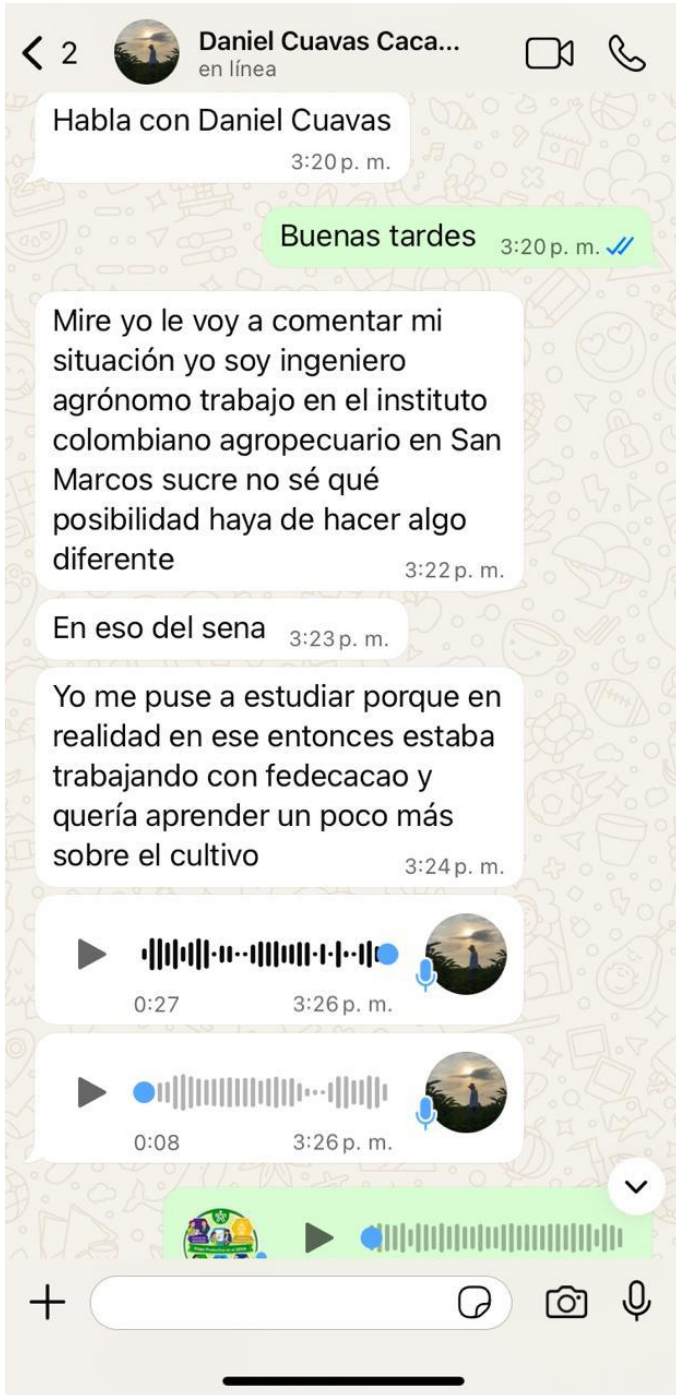 2
Daniel Cuavas Caca...
en línea
Habla con Daniel Cuavas
3:20 p. m.
Buenas tardes 3:20 p. m.
Mire yo le voy a comentar mi
situación yo soy ingeniero
agrónomo trabajo en el instituto
colombiano agropecuario en San
Marcos sucre no sé qué
posibilidad haya de hacer algo
diferente
3:22 p. m.
En eso del sena 3:23 p. m.
Yo me puse a estudiar porque en
realidad en ese entonces estaba
trabajando con fedecacao y
quería aprender un poco más
sobre el cultivo
3:24 p. m.
0:27 3:26 p. m.
0:08 3:26 p. m.